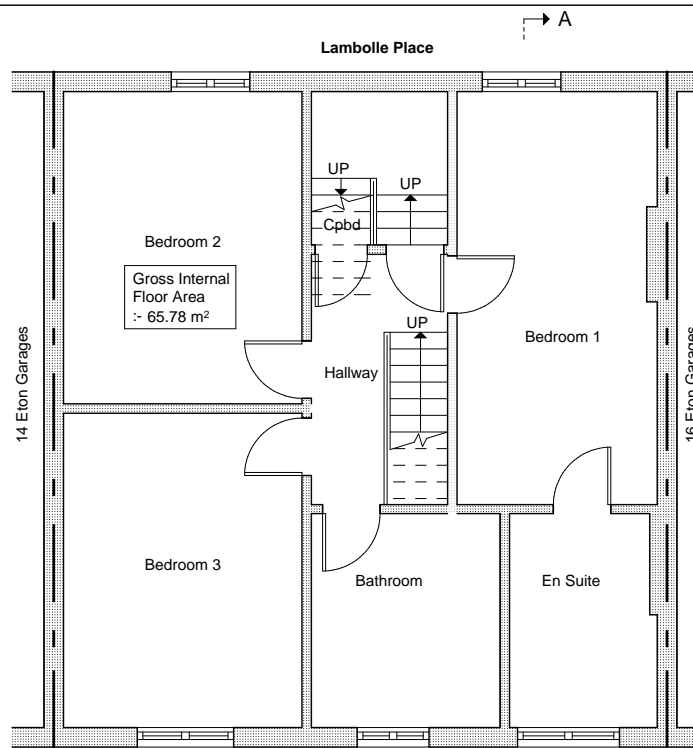 A
Lambolle Place
UP
UP
Cpbd
Bedroom 2
Gross Internal
Floor Area
:- 65.78 m²
UP
Bedroom 1
Hallway
14 Eton Garages
16 Eton Garages
Bedroom 3
Bathroom
En Suite